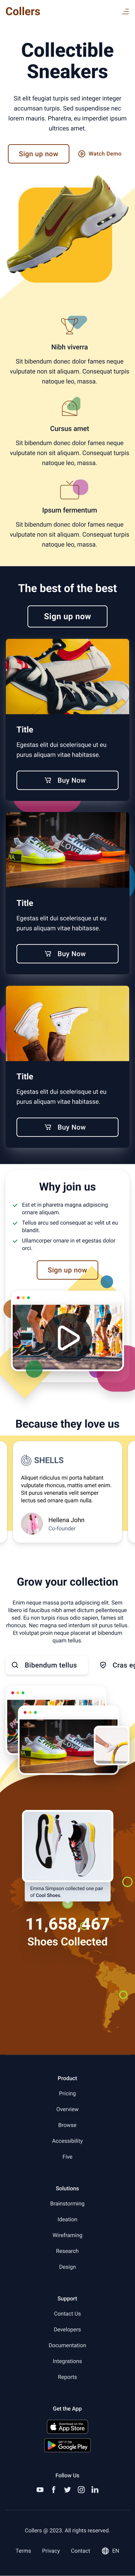 Collers
Collectible
Sneakers
Sit elit feugiat turpis sed integer integer
accumsan turpis. Sed suspendisse nec
lorem mauris. Pharetra, eu imperdiet ipsum
ultrices amet.
Sign up now
Watch Demo
Nibh viverra
Sit bibendum donec dolor fames neque
vulputate non sit aliquam. Consequat turpis
natoque leo, massa.
Cursus amet
Sit bibendum donec dolor fames neque
vulputate non sit aliquam. Consequat turpis
natoque leo, massa.
Ipsum fermentum
Sit bibendum donec dolor fames neque
vulputate non sit aliquam. Consequat turpis
natoque leo, massa.
The best of the best
Sign up now
Title
Egestas elit dui scelerisque ut eu
purus aliquam vitae habitasse.
Buy Now
Title
Egestas elit dui scelerisque ut eu
purus aliquam vitae habitasse.
Buy Now
Title
Egestas elit dui scelerisque ut eu
purus aliquam vitae habitasse.
Buy Now
Why join us
Est et in pharetra magna adipiscing
ornare aliquam.
Tellus arcu sed consequat ac velit ut eu
blandit.
Ullamcorper ornare in et egestas dolor
orci.
Sign up now
Because they love us
SHELLS
Aliquet ridiculus mi porta habitant
vulputate rhoncus, mattis amet enim.
Sit purus venenatis velit semper
lectus sed ornare quam nulla.
Hellena John
Co-founder
Grow your collection
Enim neque massa porta adipiscing elit. Sem
libero id faucibus nibh amet dictum pellentesque
sed. Eu non turpis risus odio sapien, fames sit
rhoncus. Nec magna sed interdum sit ipsum tellus.
Et volutpat proin neque placerat at bibendum
quam tellus.
Bibendum tellus
Cras eg
Emma Simpson collected one pair
of Cool Shoes.
11,658,467
Shoes Collected
Product
Pricing
Overview
Browse
Accessibility
Five
Solutions
Brainstorming
Ideation
Wireframing
Research
Design
Support
Contact Us
Developers
Documentation
Integrations
Reports
Get the App
Download on the
App Store
GET IT ON
Google Play
Follow Us
Collers @ 2023. All rights reserved.
Terms
Privacy
Contact
EN